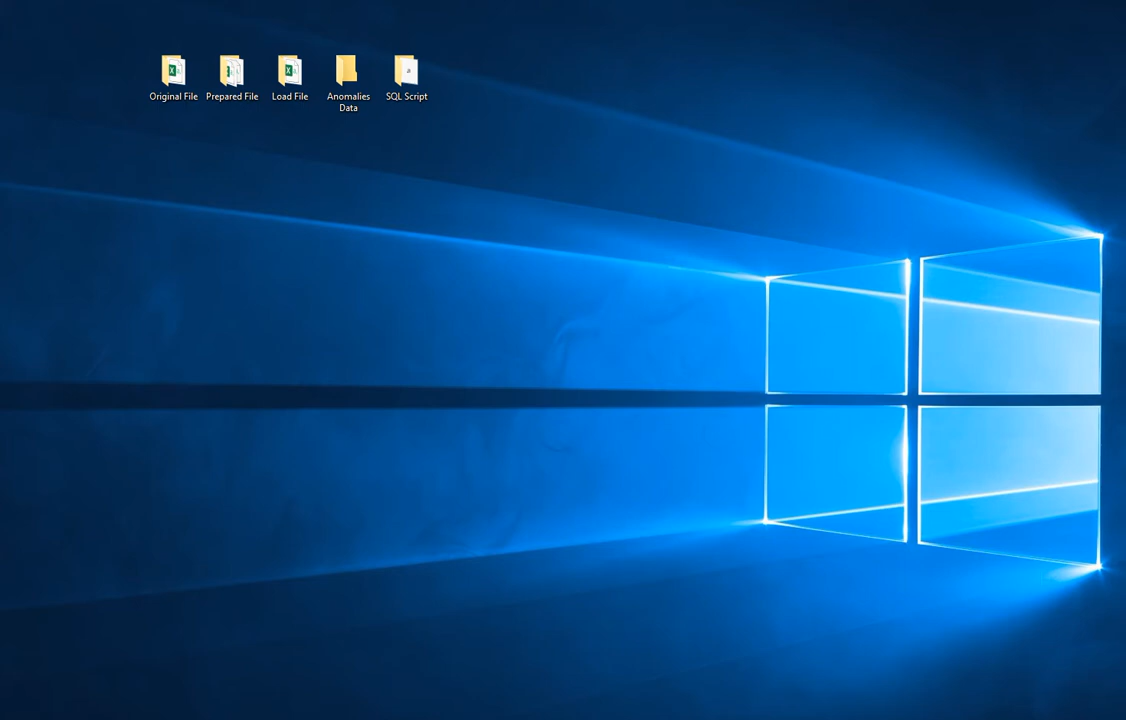 Original File
Prepared File
Load File
Anomalies
Data
SQL Script